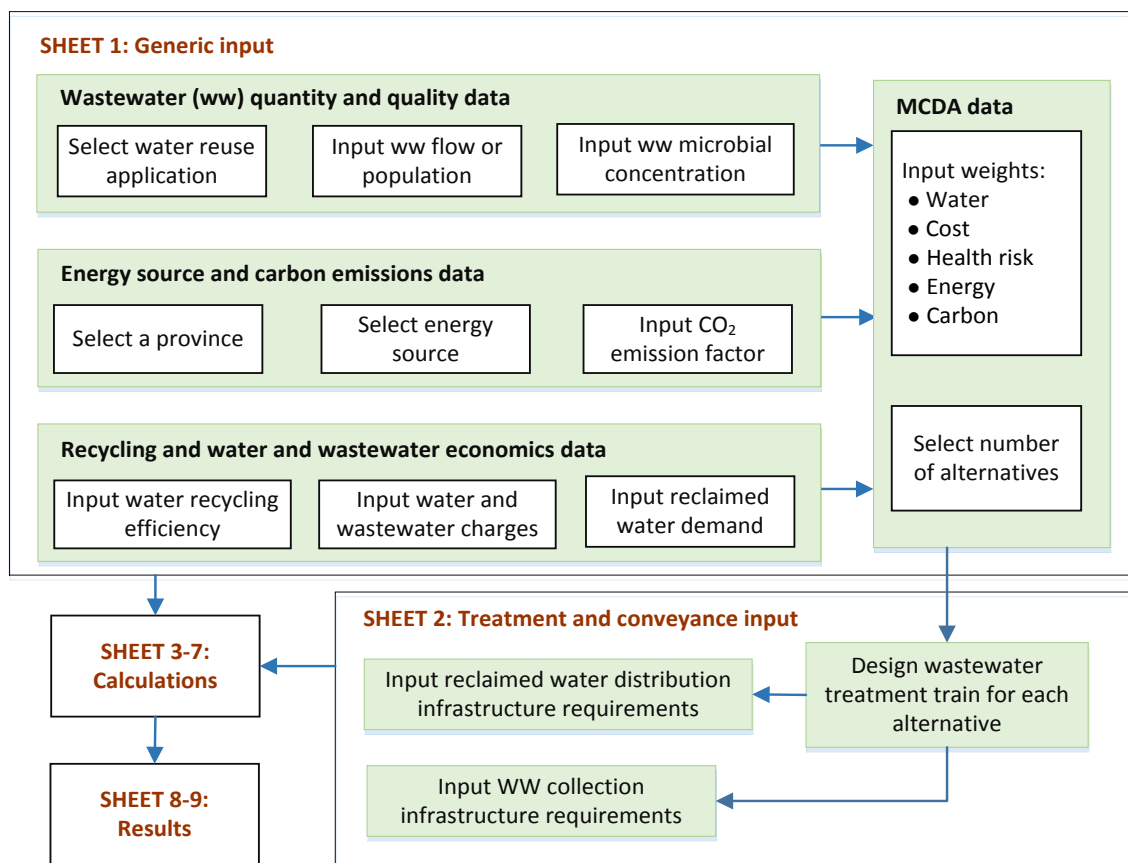 SHEET 1: Generic input
Wastewater (ww) quantity and quality data
Select water reuse
application
Input ww flow or
population
Input ww microbial
concentration
Energy source and carbon emissions data
Select a province
Select energy
source
Input CO₂
emission factor
Recycling and water and wastewater economics data
Input water recycling
efficiency
Input water and
wastewater charges
Input reclaimed
water demand
MCDA data
Input weights:
● Water
● Cost
● Health risk
● Energy
● Carbon
Select number
of alternatives
SHEET 2: Treatment and conveyance input
Design wastewater
treatment train for each
alternative
Input reclaimed water distribution
infrastructure requirements
Input WW collection
infrastructure requirements
SHEET 3-7:
Calculations
SHEET 8-9:
Results